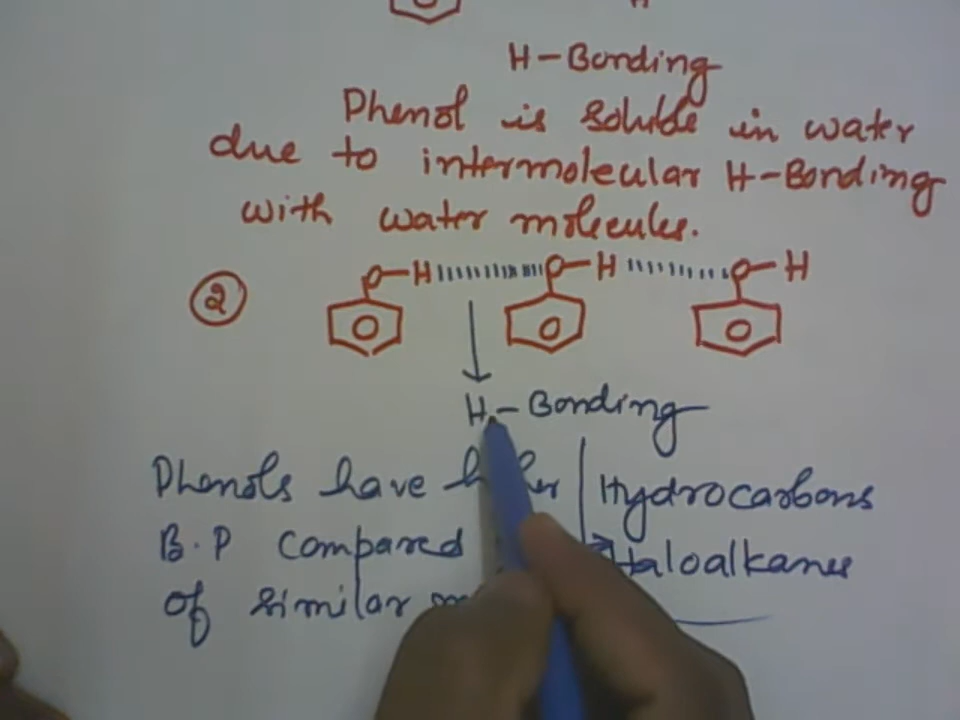 H
H-Bonding
Phenol is soluble in water
due to intermolecular H-Bonding
with water molecules.
2 O-H O-H O-H
H-Bonding
Phenols have
B.P Compared
of similar
Hydrocarbons
Haloalkanes